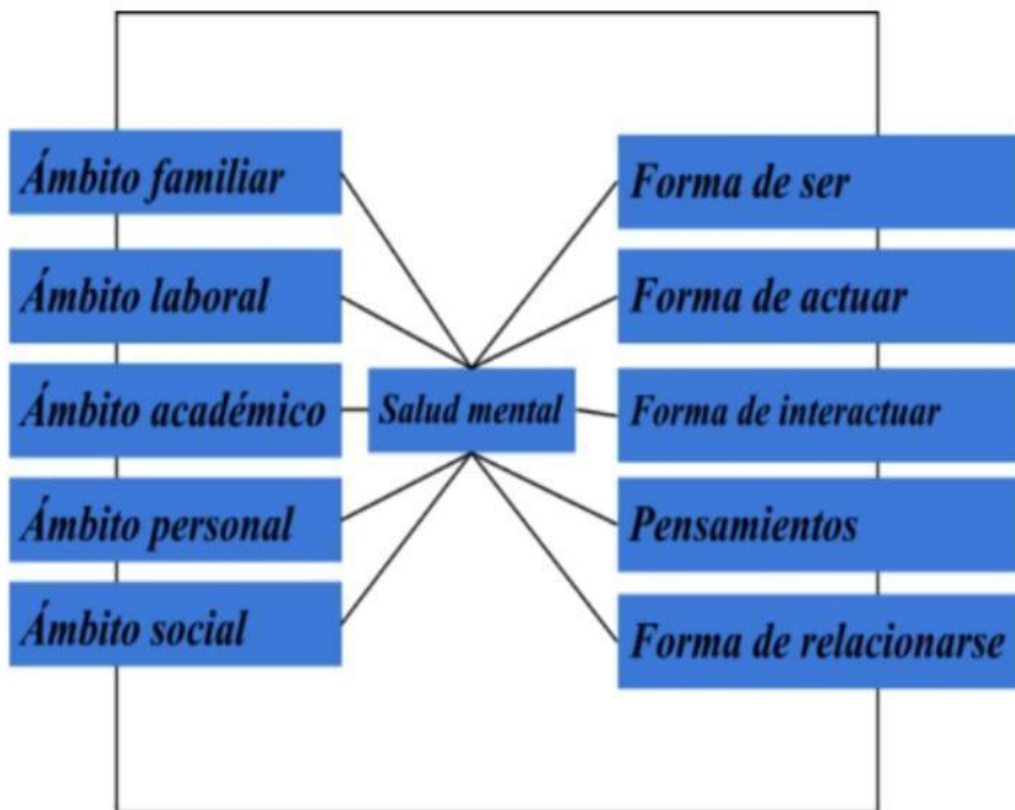 Ámbito familiar
Ámbito laboral
Ámbito académico
Ámbito personal
Ámbito social
Salud mental
Forma de ser
Forma de actuar
Forma de interactuar
Pensamientos
Forma de relacionarse